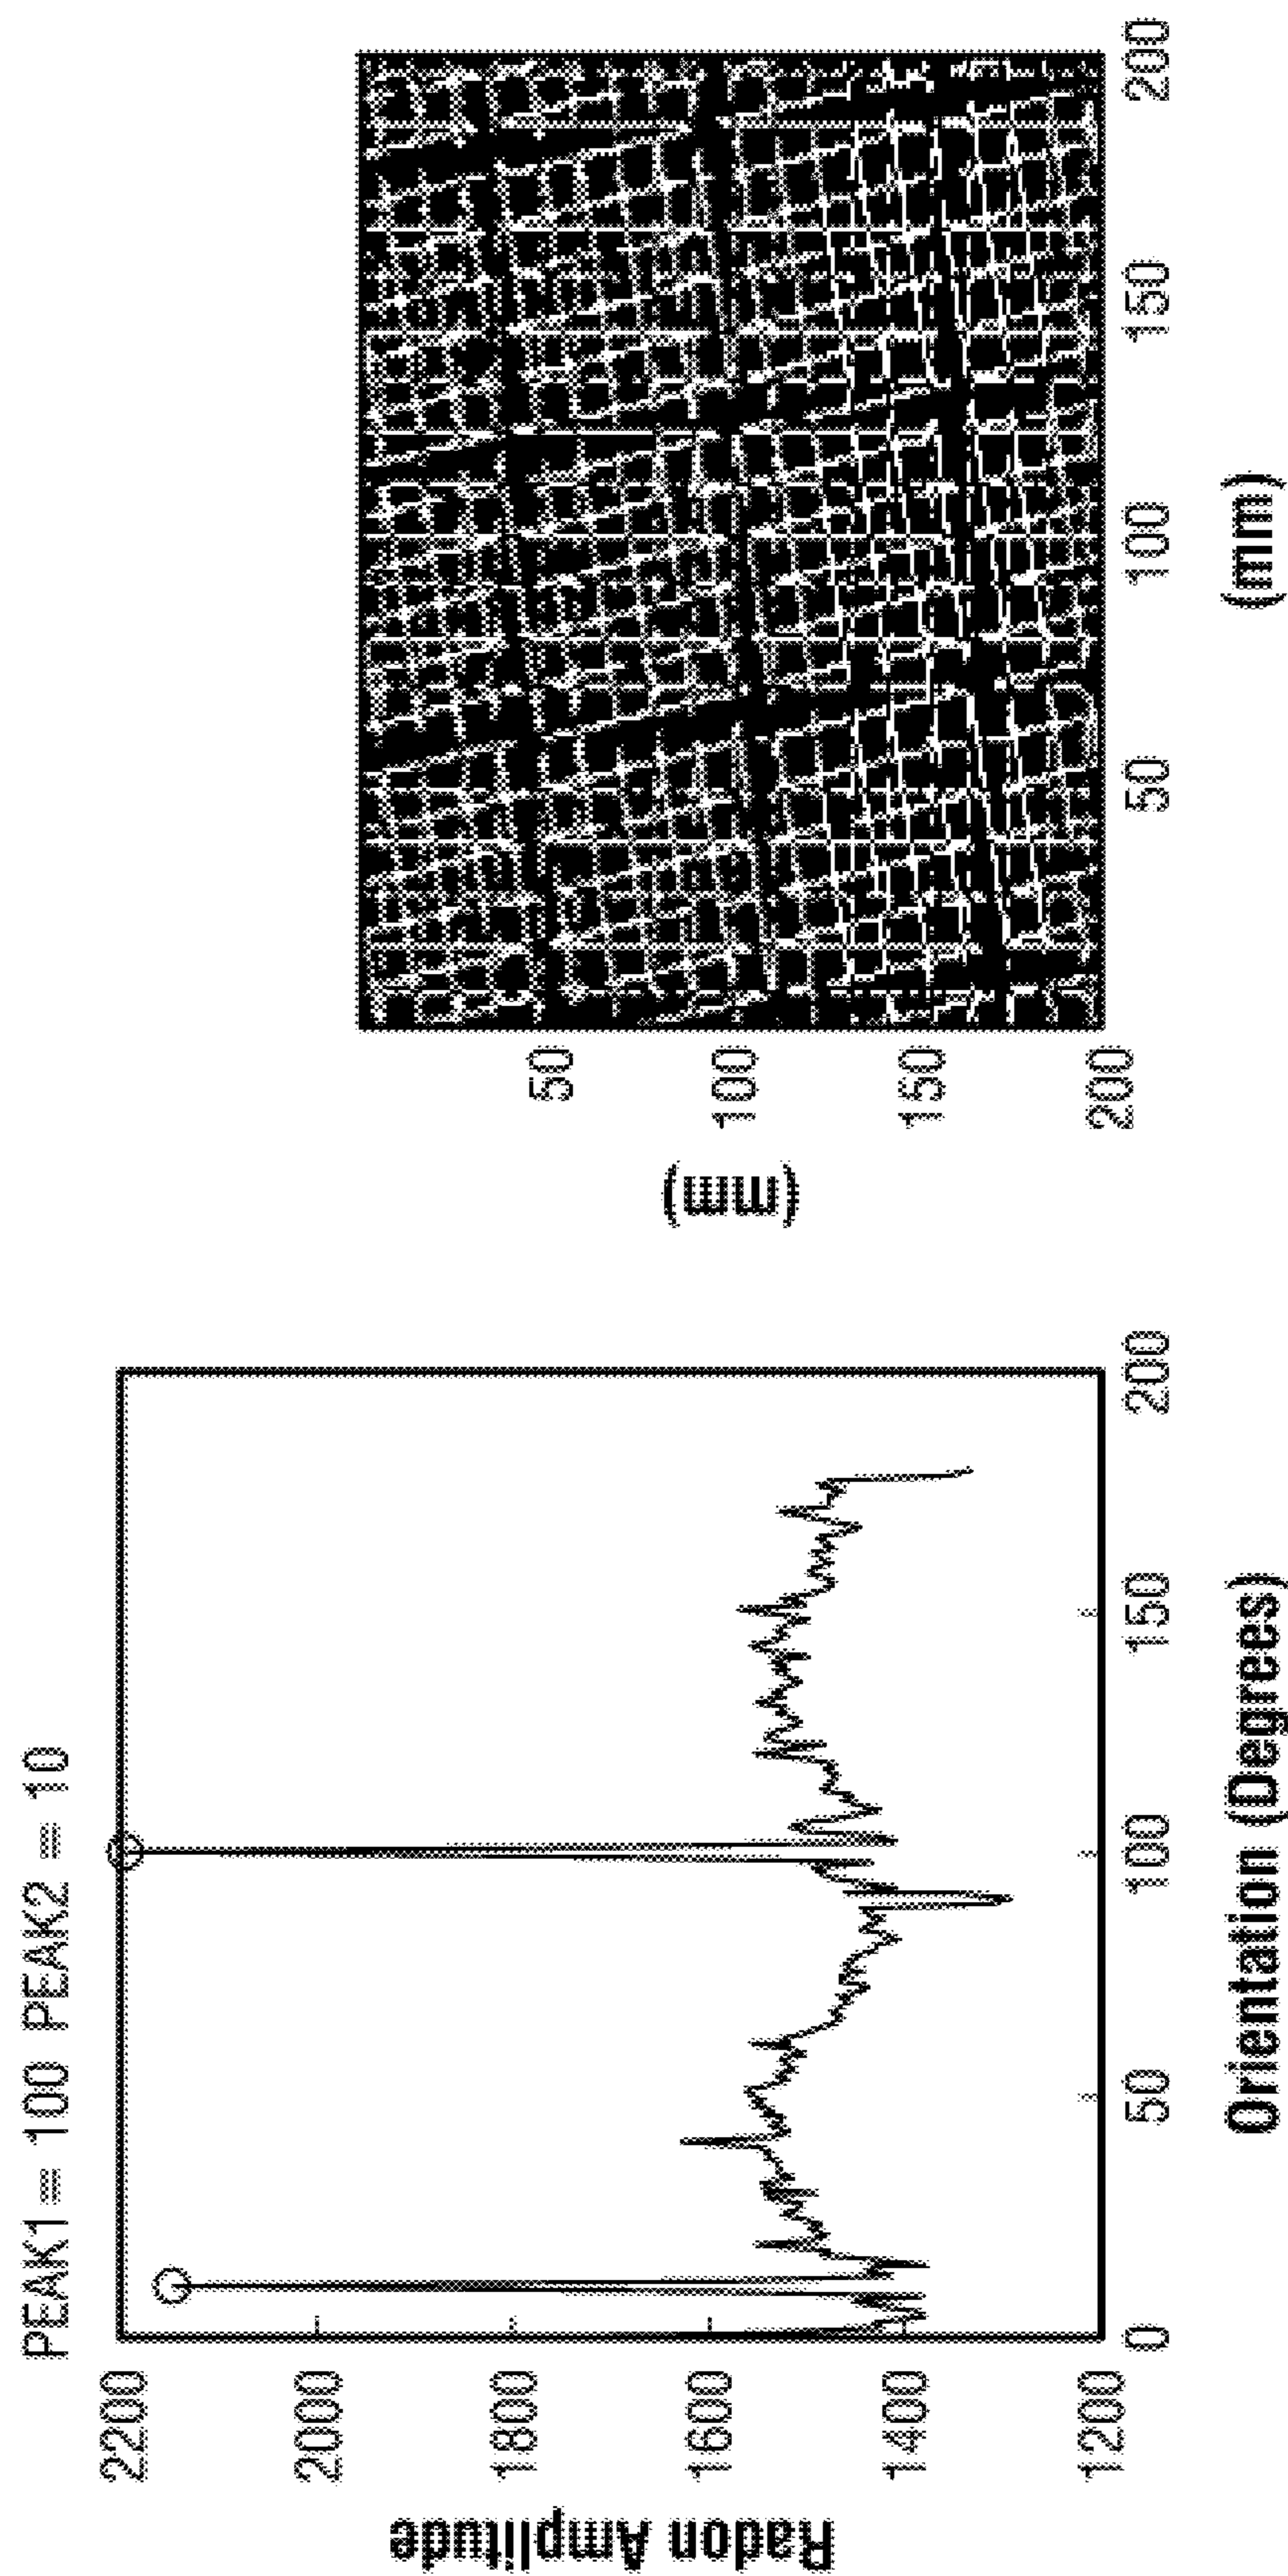 PEAK1 = 100 PEAK2 = 10
Radon Amplitude
2200
2000
1800
1600
1400
1200
0 50 100 150 200
Orientation (Degrees)
(mm)
50
100
150
200
50 100 150 200
(mm)